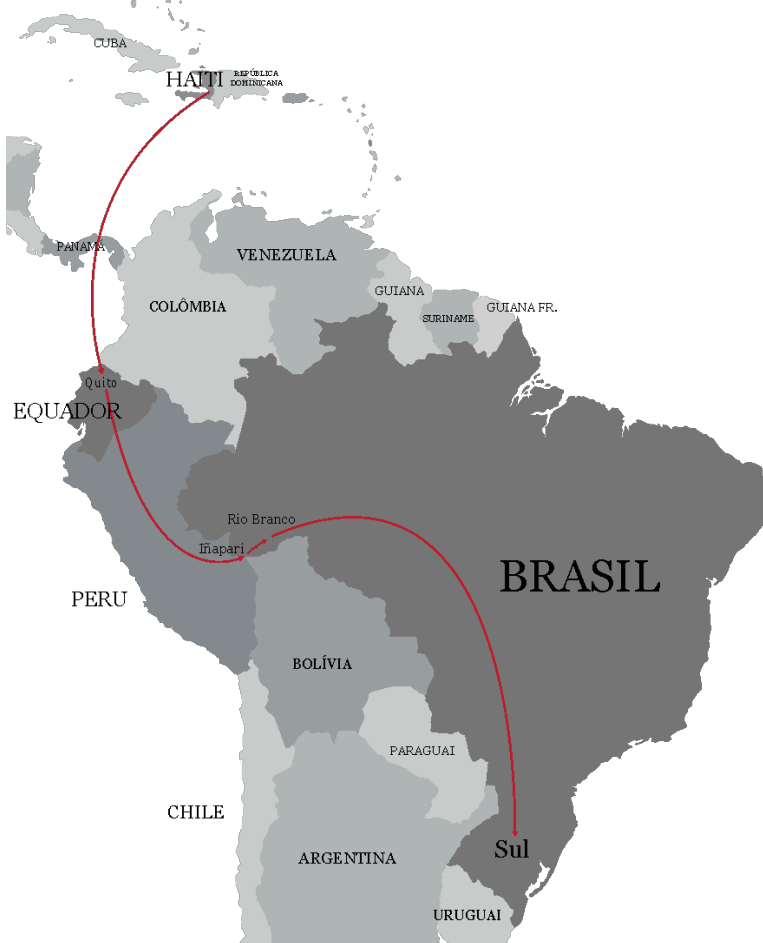 CUBA
HAITI
REPÚBLICA
DOMINICANA
PANAMÁ
VENEZUELA
COLÔMBIA
GUIANA
SURINAME
GUIANA FR.
Quito
EQUADOR
Rio Branco
Iñapari
BRASIL
PERU
BOLÍVIA
PARAGUAI
CHILE
Sul
ARGENTINA
URUGUAI